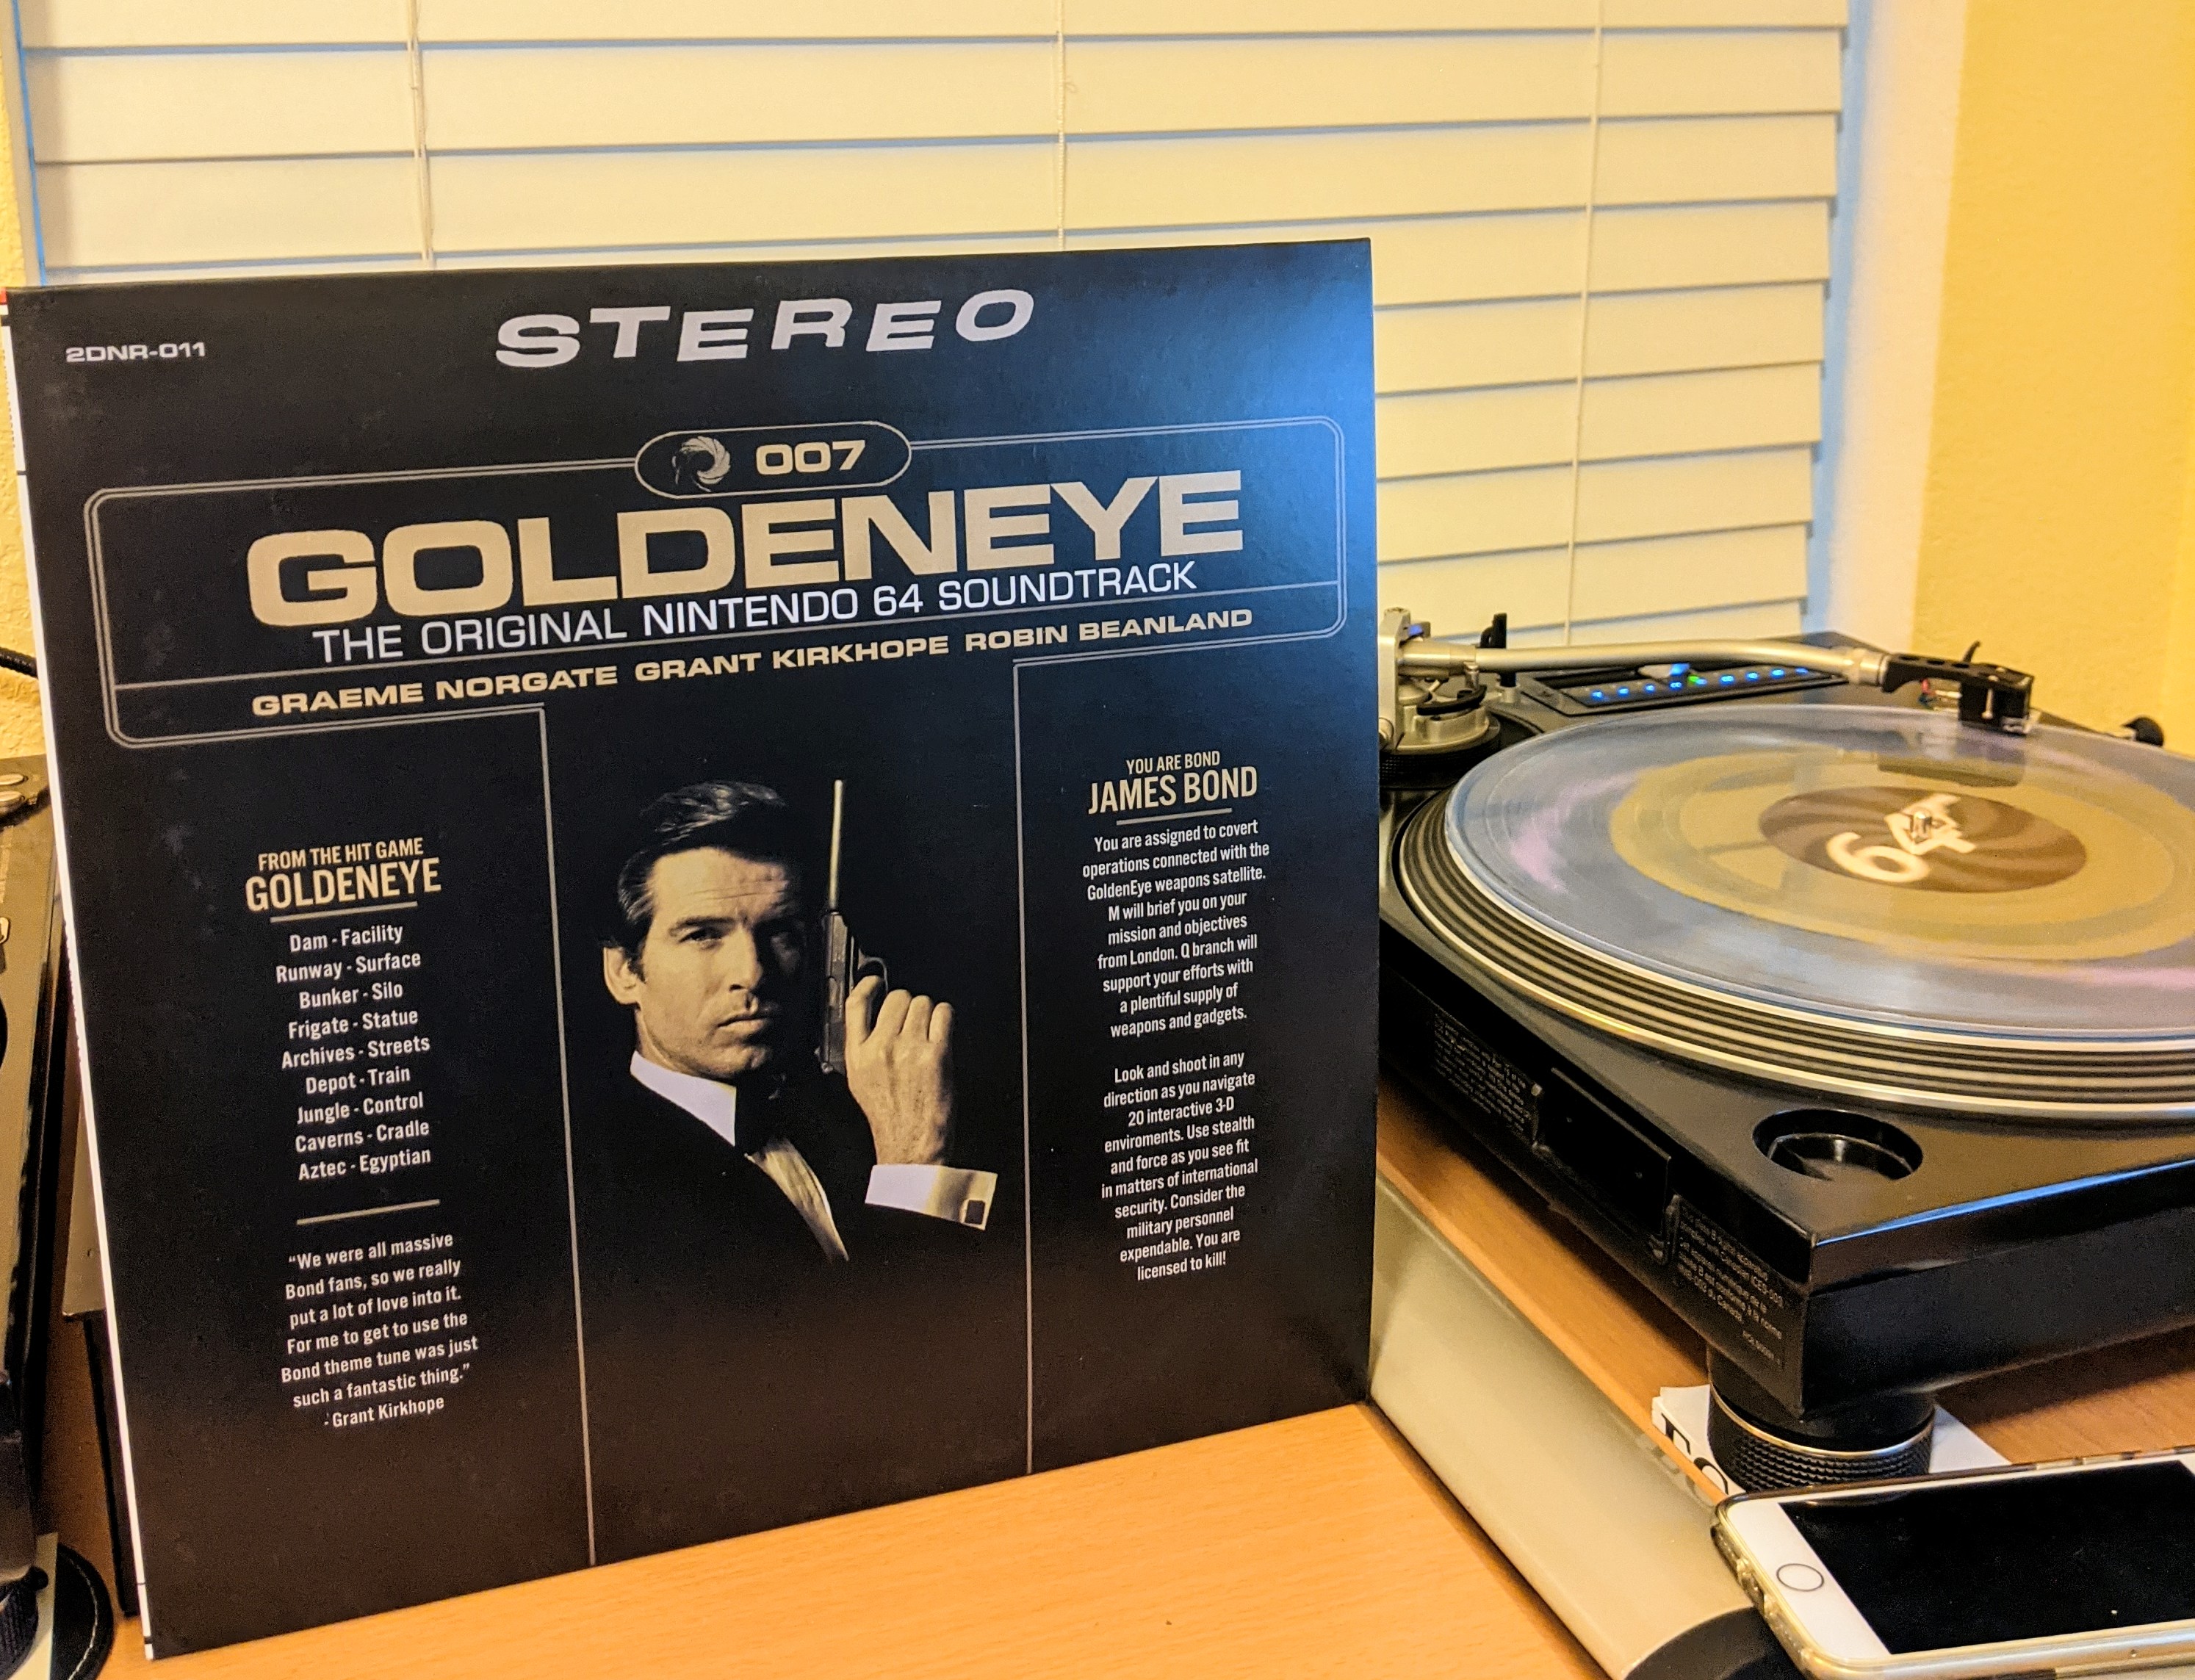 2DNR-011
STEREO
007
GOLDENEYE
THE ORIGINAL NINTENDO 64 SOUNDTRACK
GRAEME NORGATE GRANT KIRKHOPE ROBIN BEANLAND
FROM THE HIT GAME
GOLDENEYE
Dam - Facility
Runway - Surface
Bunker - Silo
Frigate - Statue
Archives - Streets
Depot - Train
Jungle - Control
Caverns - Cradle
Aztec - Egyptian
“We were all massive
Bond fans, so we really
put a lot of love into it.
For me to get to use the
Bond theme tune was just
such a fantastic thing.”
- Grant Kirkhope
YOU ARE BOND
JAMES BOND
You are assigned to covert
operations connected with the
GoldenEye weapons satellite.
M will brief you on your
mission and objectives
from London. Q branch will
support your efforts with
a plentiful supply of
weapons and gadgets.
Look and shoot in any
direction as you navigate
20 interactive 3-D
enviroments. Use stealth
and force as you see fit
in matters of international
security. Consider the
military personnel
expendable. You are
licensed to kill!
64